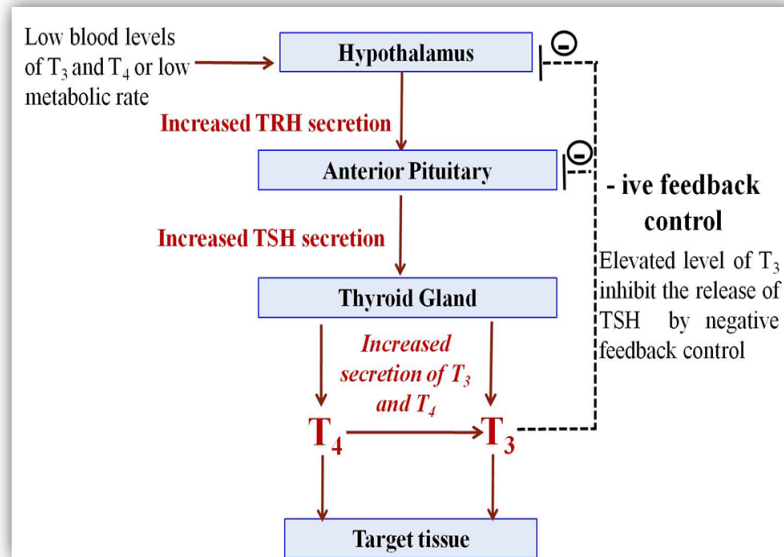 Low blood levels
of T₃ and T₄ or low
metabolic rate
Hypothalamus
-
Increased TRH secretion
Anterior Pituitary
-
- ive feedback
control
Increased TSH secretion
Elevated level of T₃
inhibit the release of
TSH by negative
feedback control
Thyroid Gland
Increased
secretion of T₃
and T₄
T₄
T₃
Target tissue